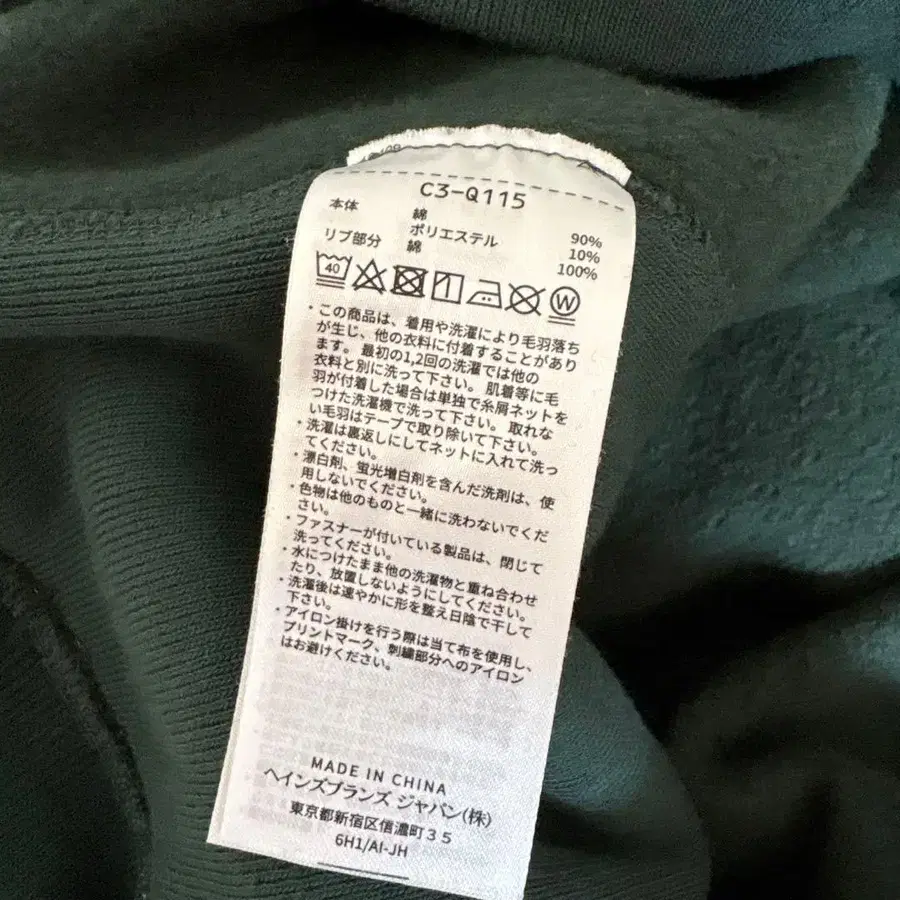 C3-Q115
本体 綿 90%
ポリエステル 10%
リブ部分 綿 100%
40
W
・この商品は、着用や洗濯により毛羽落ち
が生じ、他の衣料に付着することがあり
ます。最初の1,2回の洗濯では他の
衣料と別に洗って下さい。肌着等に毛
羽が付着した場合は単独で糸屑ネットを
つけた洗濯機で洗って下さい。取れな
い毛羽はテープで取り除いて下さい。
・洗濯は裏返しにしてネットに入れて洗っ
てください。
・漂白剤、蛍光増白剤を含んだ洗剤は、使
用しないでください。
・色物は他のものと一緒に洗わないでくだ
さい。
・ファスナーが付いている製品は、閉じて
洗ってください。
・水につけたまま他の洗濯物と重ね合わせ
たり、放置しないようにしてください。
・洗濯後は速やかに形を整え日陰で干して
下さい。
・アイロン掛けを行う際は当て布を使用し、
プリントマーク、刺繍部分へのアイロン
はお避けください。
MADE IN CHINA
ヘインズブランズ ジャパン(株)
東京都新宿区信濃町35
6H1/AI-JH